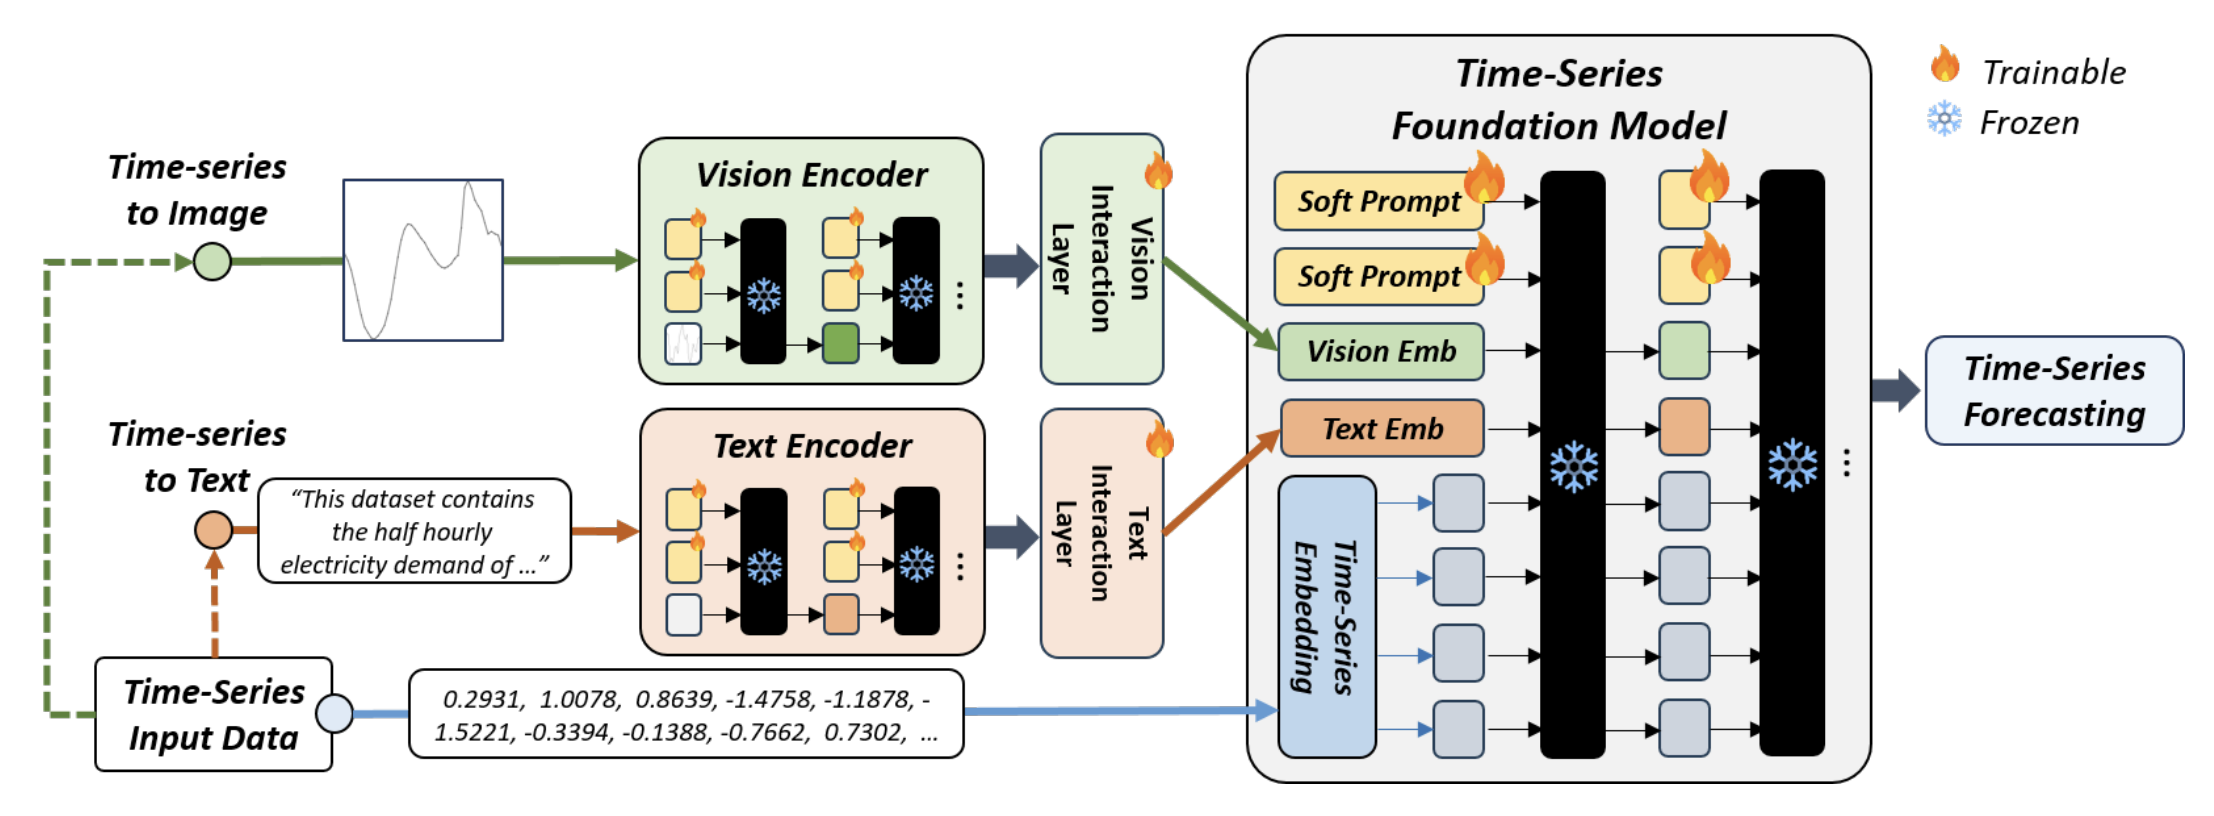 Time-series
to Image
Vision Encoder
...
Vision
Interaction
Layer
Time-series
to Text
“This dataset contains
the half hourly
electricity demand of ...”
Text Encoder
...
Text
Interaction
Layer
Time-Series
Input Data
0.2931, 1.0078, 0.8639, -1.4758, -1.1878, -
1.5221, -0.3394, -0.1388, -0.7662, 0.7302, ...
Time-Series
Foundation Model
Soft Prompt
Soft Prompt
Vision Emb
Text Emb
Time-Series
Embedding
...
Trainable
Frozen
Time-Series
Forecasting